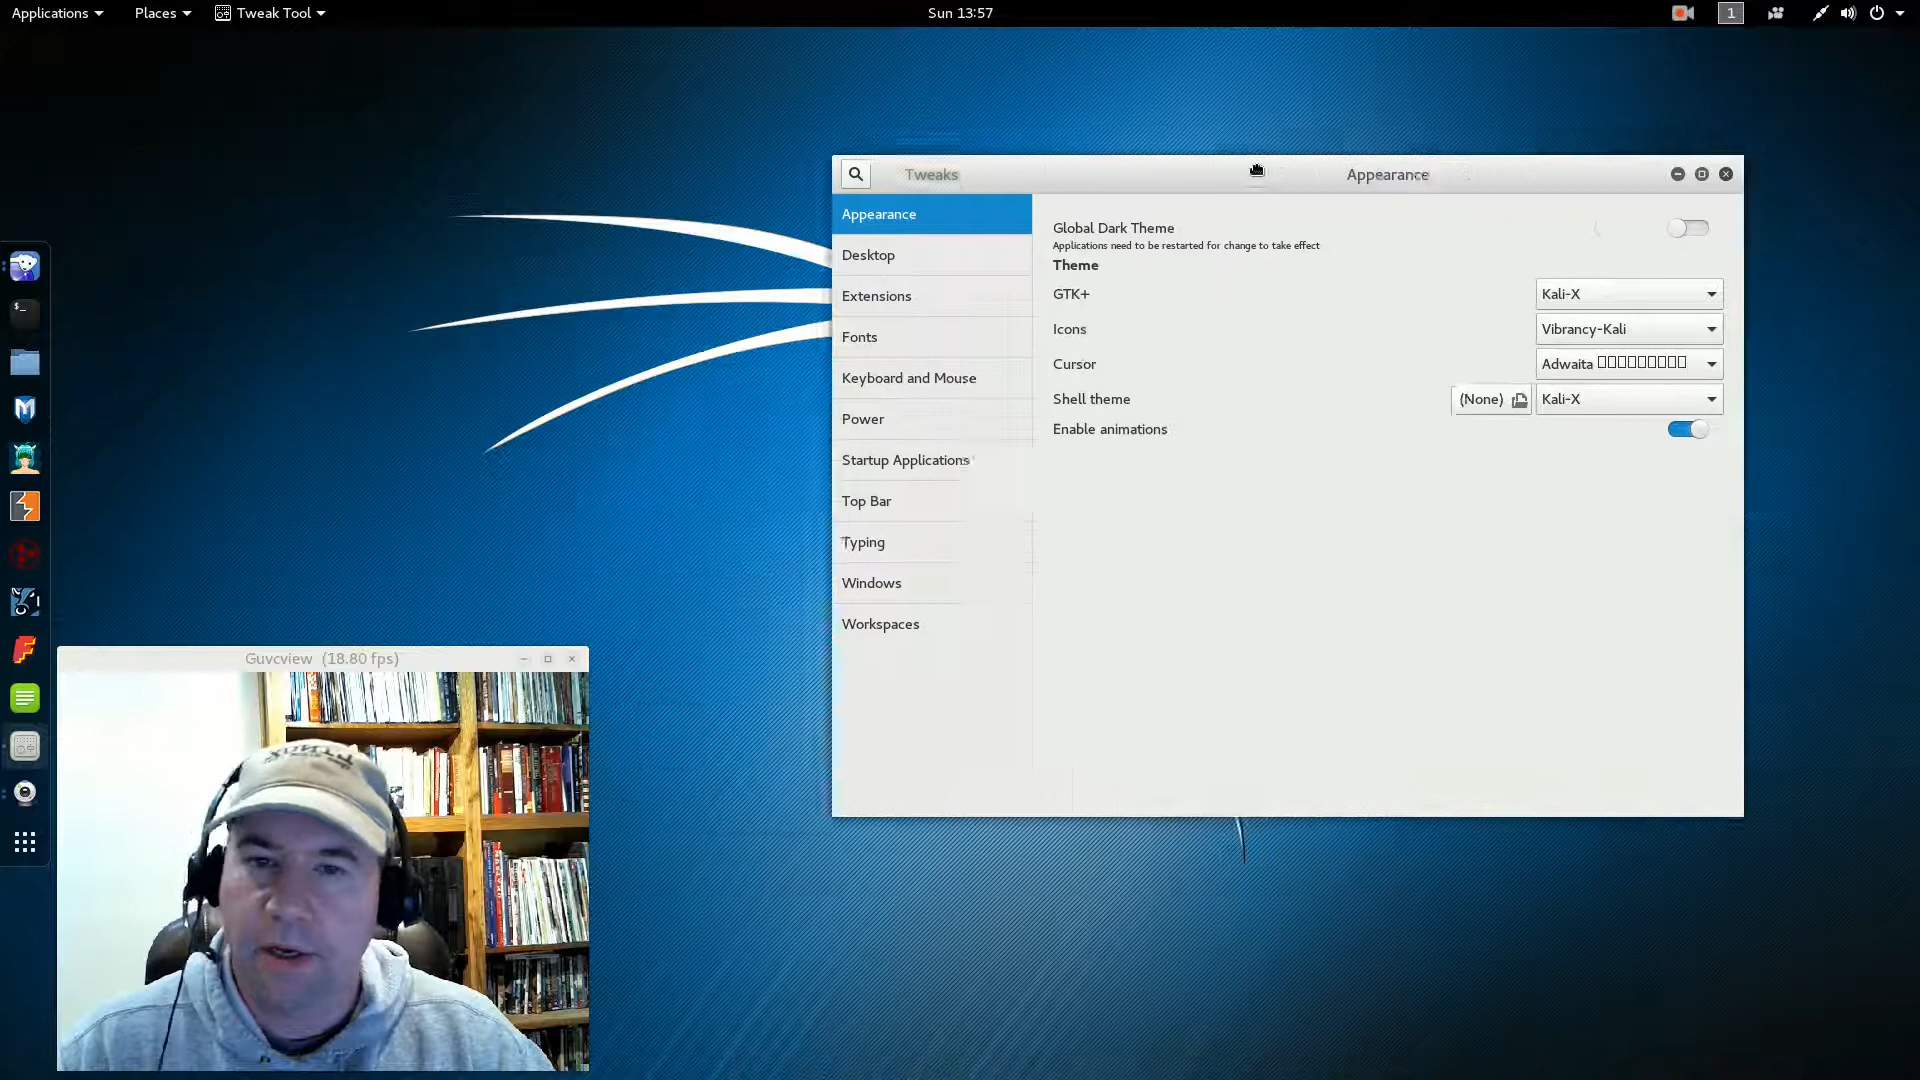 Applications Places Tweak Tool Sun 13:57 1
Tweaks Appearance
Appearance
Desktop
Extensions
Fonts
Keyboard and Mouse
Power
Startup Applications
Top Bar
Typing
Windows
Workspaces
Global Dark Theme
Applications need to be restarted for change to take effect
Theme
GTK+ Kali-X
Icons Vibrancy-Kali
Cursor Adwaita
Shell theme (None) Kali-X
Enable animations
Guvcview (18.80 fps)